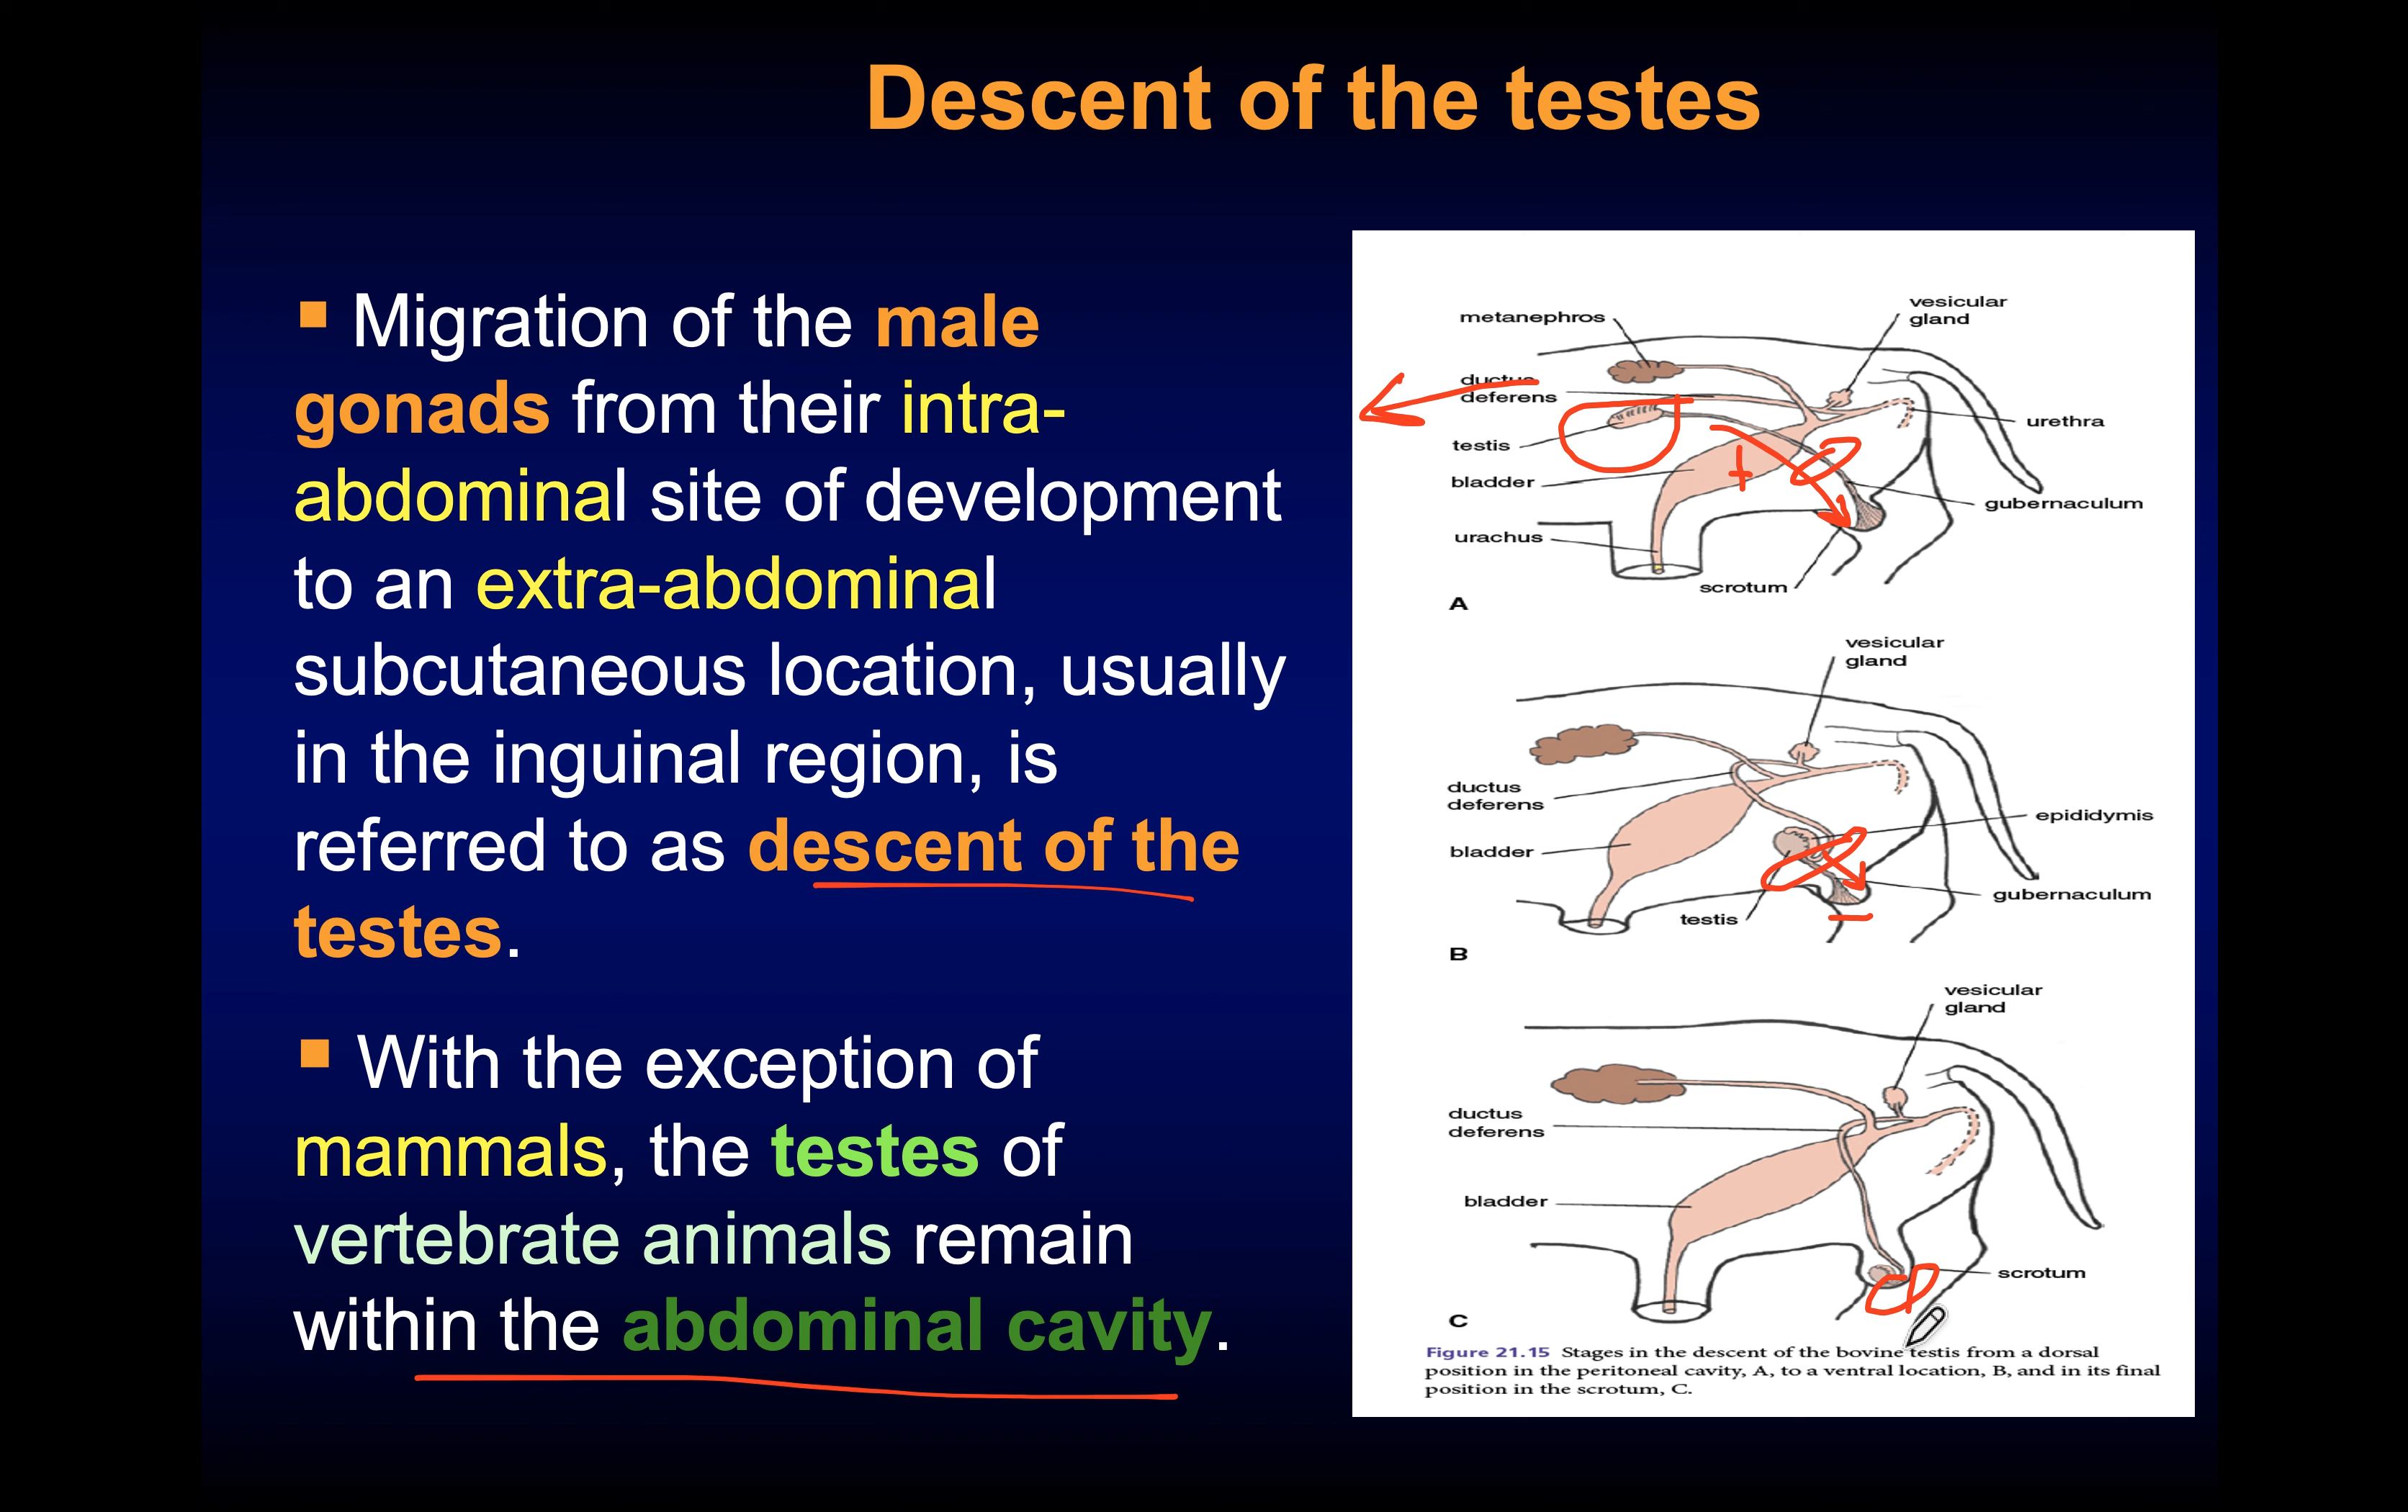 Descent of the testes
▪ Migration of the male
gonads from their intra-
abdominal site of development
to an extra-abdominal
subcutaneous location, usually
in the inguinal region, is
referred to as descent of the
testes.
▪ With the exception of
mammals, the testes of
vertebrate animals remain
within the abdominal cavity.
metanephros
vesicular
gland
ductus
deferens
urethra
testis
bladder
gubernaculum
urachus
scrotum
A
vesicular
gland
ductus
deferens
epididymis
bladder
gubernaculum
testis
B
vesicular
gland
ductus
deferens
bladder
scrotum
C
Figure 21.15 Stages in the descent of the bovine testis from a dorsal
position in the peritoneal cavity, A, to a ventral location, B, and in its final
position in the scrotum, C.